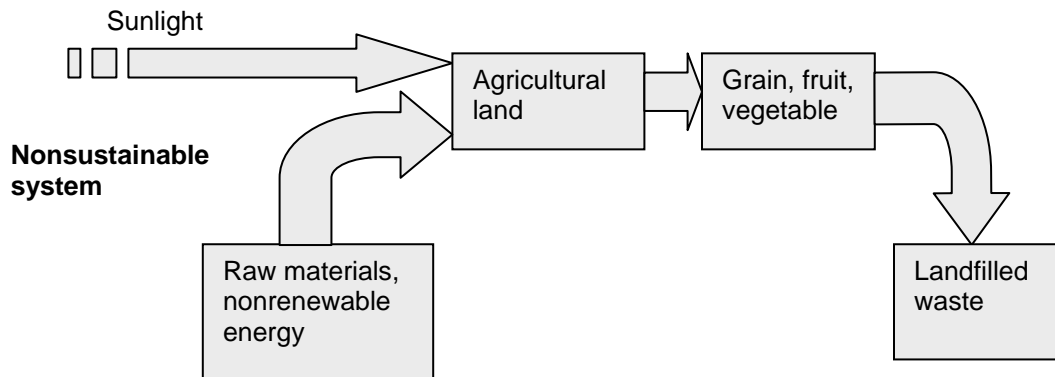 Sunlight
Agricultural
land
Grain, fruit,
vegetable
Nonsustainable
system
Raw materials,
nonrenewable
energy
Landfilled
waste